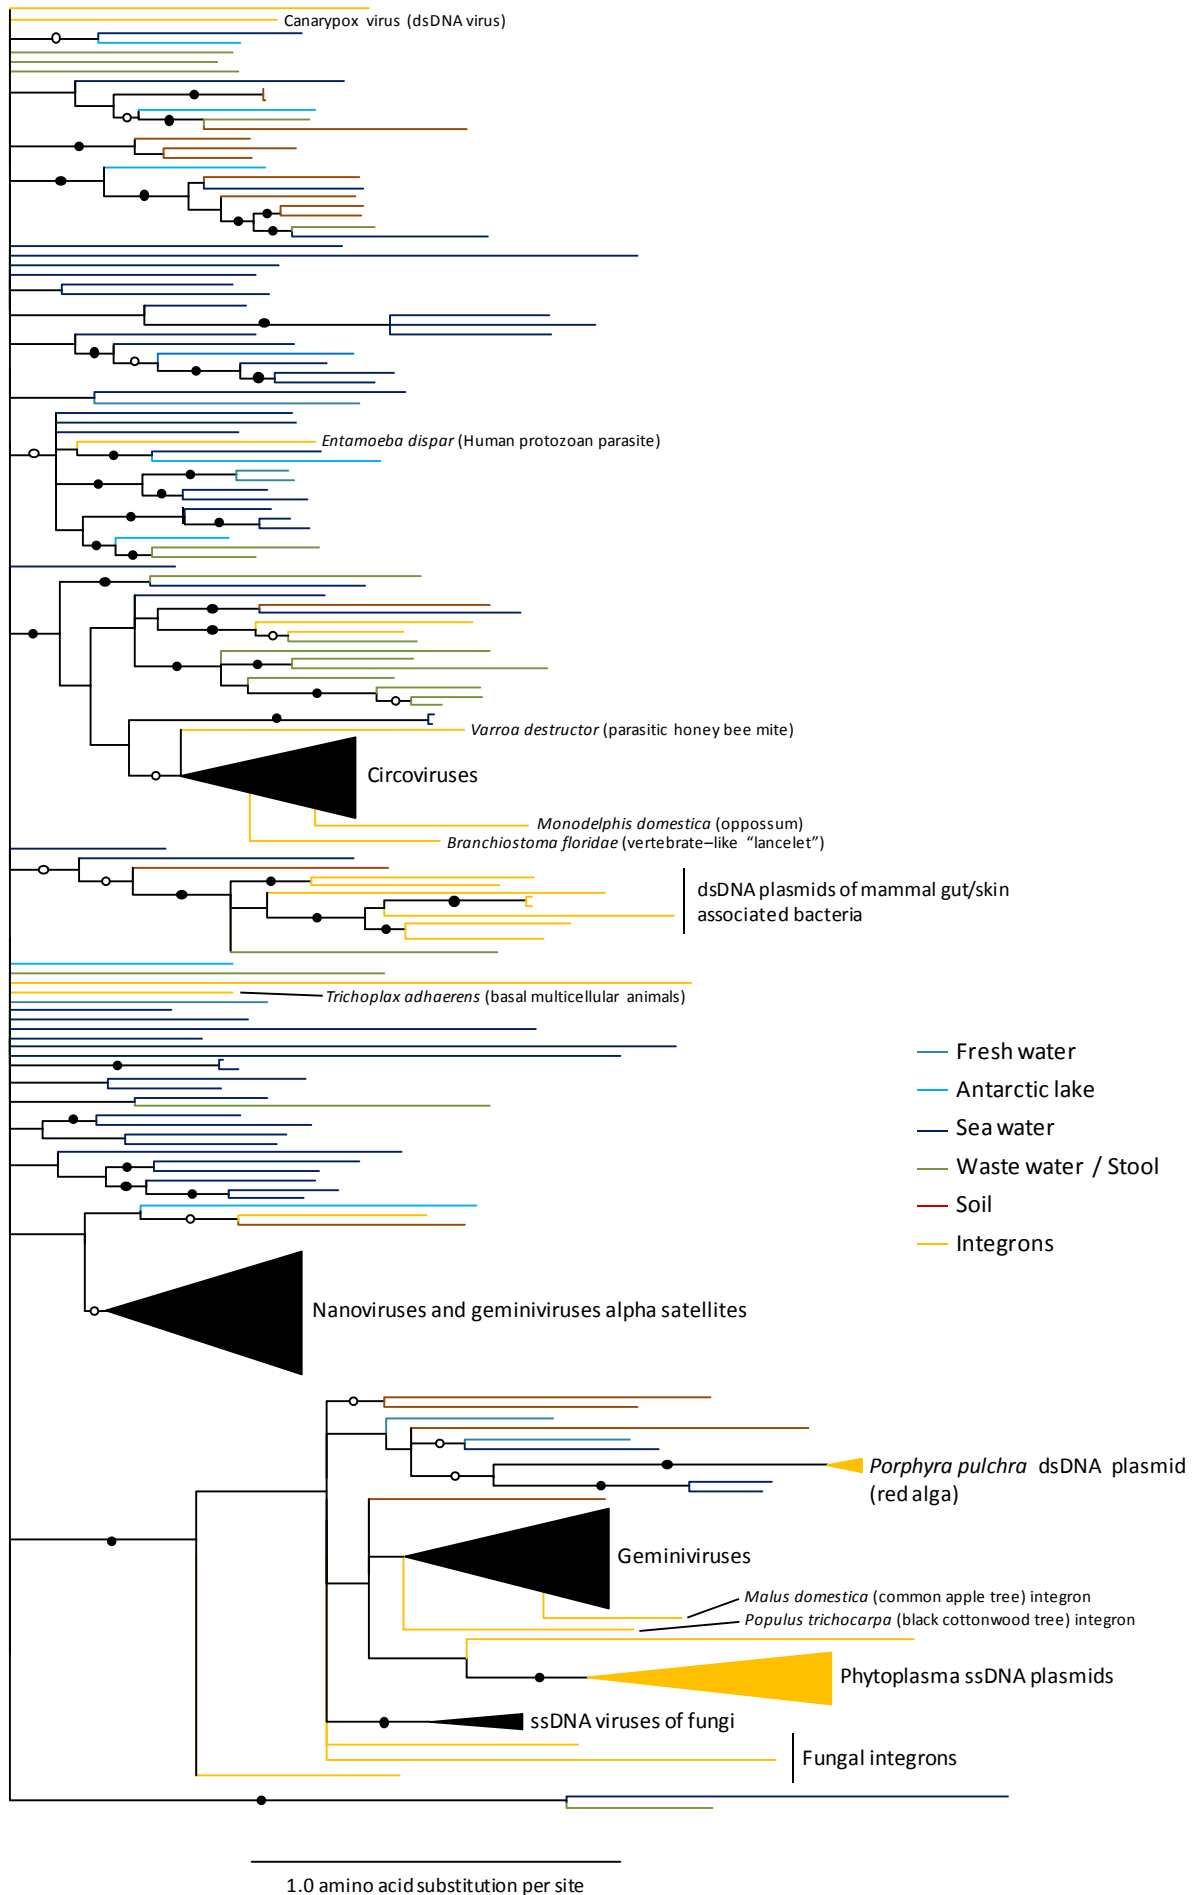 Canarypox virus (dsDNA virus)
Entamoeba dispar (Human protozoan parasite)
Varroa destructor (parasitic honey bee mite)
Circoviruses
Monodelphis domestica (oppossum)
Branchiostoma floridae (vertebrate–like “lancelet”)
dsDNA plasmids of mammal gut/skin
associated bacteria
Trichoplax adhaerens (basal multicellular animals)
Fresh water
Antarctic lake
Sea water
Waste water / Stool
Soil
Integrons
Nanoviruses and geminiviruses alpha satellites
Porphyra pulchra dsDNA plasmid
(red alga)
Geminiviruses
Malus domestica (common apple tree) integron
Populus trichocarpa (black cottonwood tree) integron
Phytoplasma ssDNA plasmids
ssDNA viruses of fungi
Fungal integrons
1.0 amino acid substitution per site